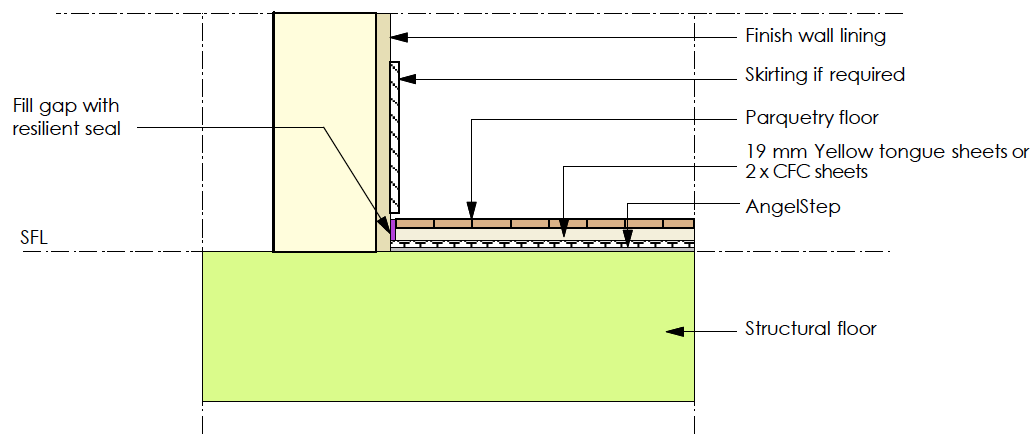 Finish wall lining
Skirting if required
Fill gap with
resilient seal
Parquetry floor
19 mm Yellow tongue sheets or
2 x CFC sheets
AngelStep
SFL
Structural floor